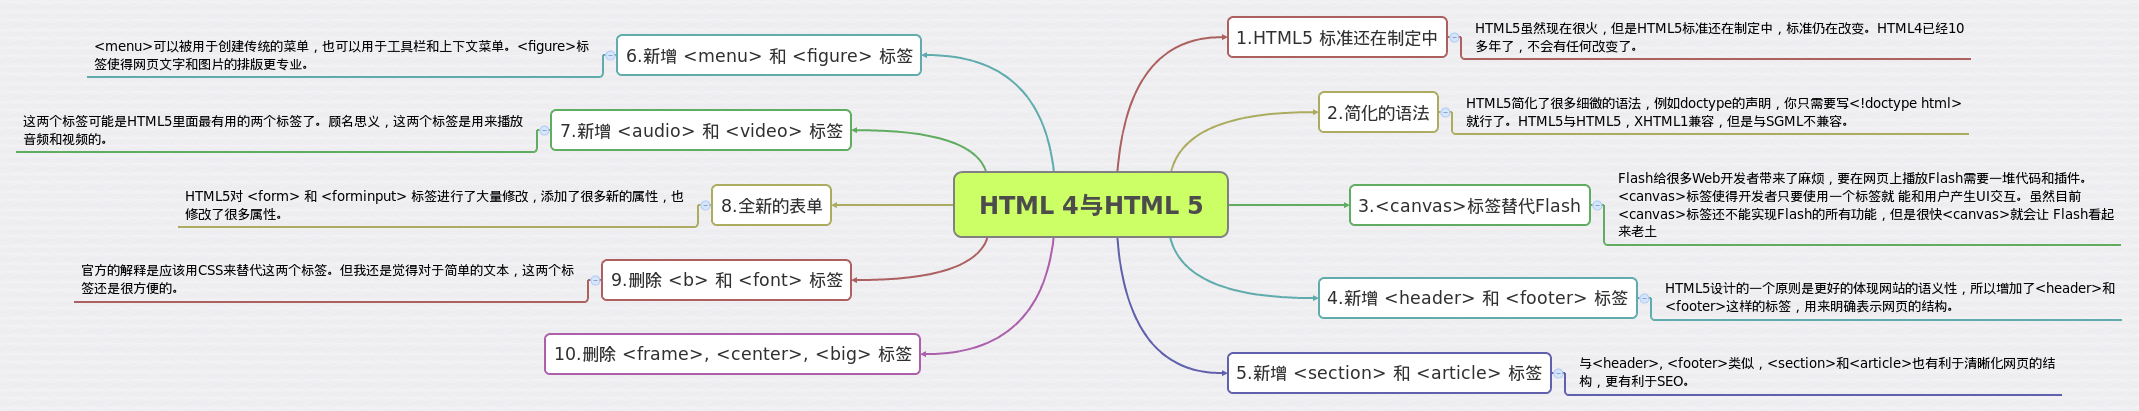 HTML 4与HTML 5
1.HTML5 标准还在制定中
HTML5虽然现在很火，但是HTML5标准还在制定中，标准仍在改变。HTML4已经10
多年了，不会有任何改变了。
2.简化的语法
HTML5简化了很多细微的语法，例如doctype的声明，你只需要写<!doctype html>
就行了。HTML5与HTML5，XHTML1兼容，但是与SGML不兼容。
3.<canvas>标签替代Flash
Flash给很多Web开发者带来了麻烦，要在网页上播放Flash需要一堆代码和插件。
<canvas>标签使得开发者只要使用一个标签就 能和用户产生UI交互。虽然目前
<canvas>标签还不能实现Flash的所有功能，但是很快<canvas>就会让 Flash看起
来老土
4.新增 <header> 和 <footer> 标签
HTML5设计的一个原则是更好的体现网站的语义性，所以增加了<header>和
<footer>这样的标签，用来明确表示网页的结构。
5.新增 <section> 和 <article> 标签
与<header>, <footer>类似，<section>和<article>也有利于清晰化网页的结
构，更有利于SEO。
6.新增 <menu> 和 <figure> 标签
<menu>可以被用于创建传统的菜单，也可以用于工具栏和上下文菜单。<figure>标
签使得网页文字和图片的排版更专业。
7.新增 <audio> 和 <video> 标签
这两个标签可能是HTML5里面最有用的两个标签了。顾名思义，这两个标签是用来播放
音频和视频的。
8.全新的表单
HTML5对 <form> 和 <forminput> 标签进行了大量修改，添加了很多新的属性，也
修改了很多属性。
9.删除 <b> 和 <font> 标签
官方的解释是应该用CSS来替代这两个标签。但我还是觉得对于简单的文本，这两个标
签还是很方便的。
10.删除 <frame>, <center>, <big> 标签